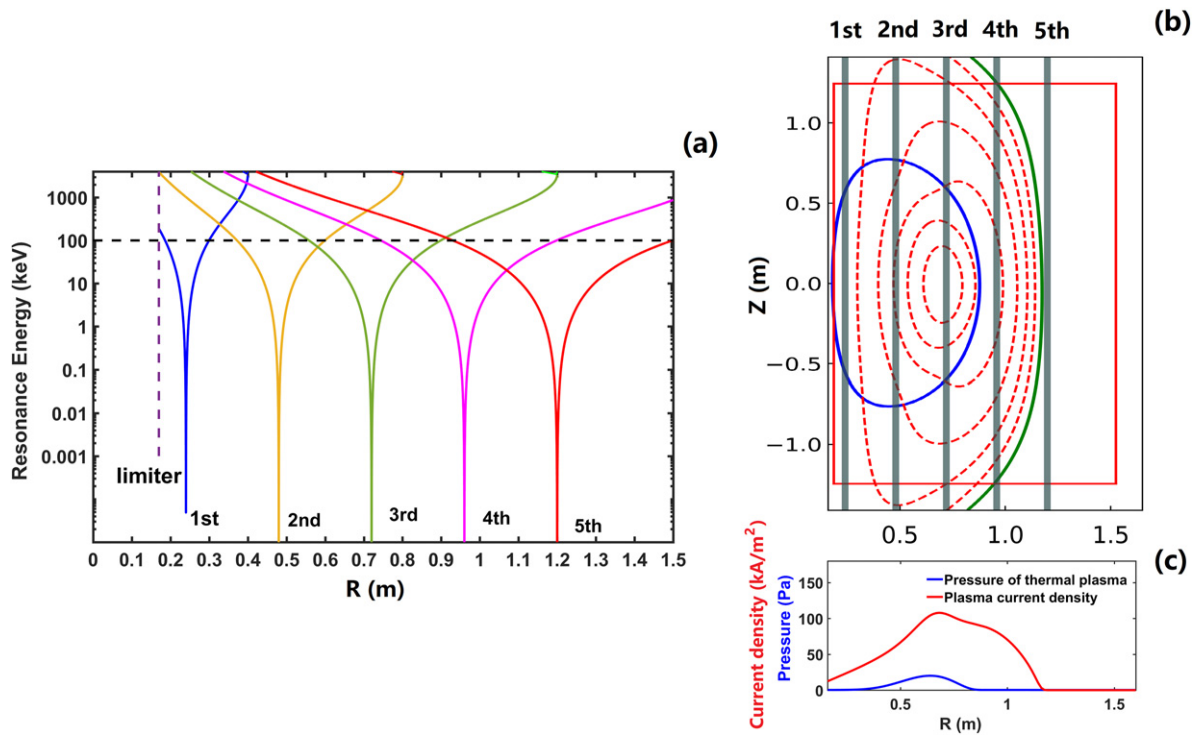 (a)
Resonance Energy (keV)
1000
100
10
1
0.1
0.01
0.001
limiter
1st
2nd
3rd
4th
5th
0 0.1 0.2 0.3 0.4 0.5 0.6 0.7 0.8 0.9 1 1.1 1.2 1.3 1.4 1.5
R (m)
(b)
1st 2nd 3rd 4th 5th
Z (m)
1.0
0.5
0.0
−0.5
−1.0
0.5 1.0 1.5
(c)
Current density (kA/m²)
Pressure (Pa)
150
100
50
0
Pressure of thermal plasma
Plasma current density
0.5 1 1.5
R (m)